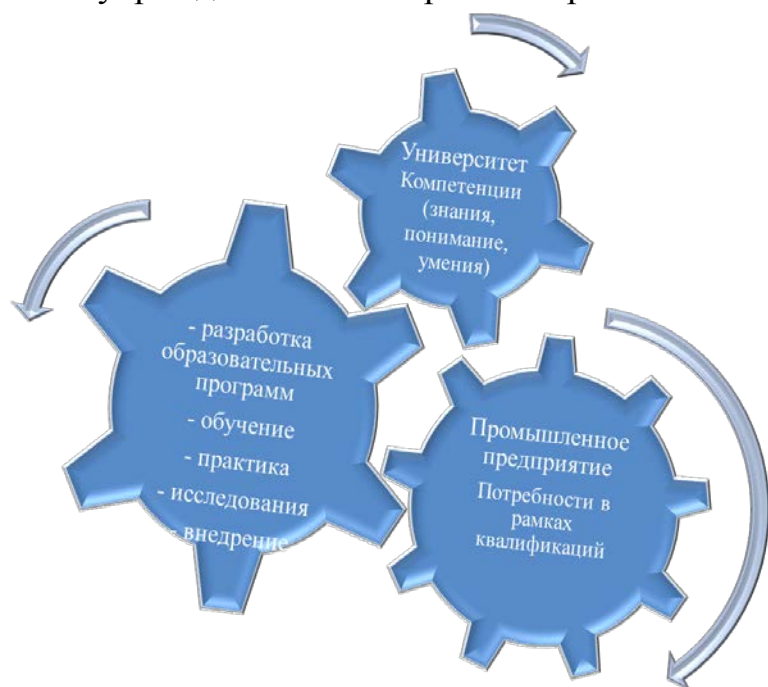 Университет
Компетенции
(знания,
понимание,
умения)
- разработка
образовательных
программ
- обучение
- практика
- исследования
- внедрение
Промышленное
предприятие
Потребности в
рамках
квалификаций